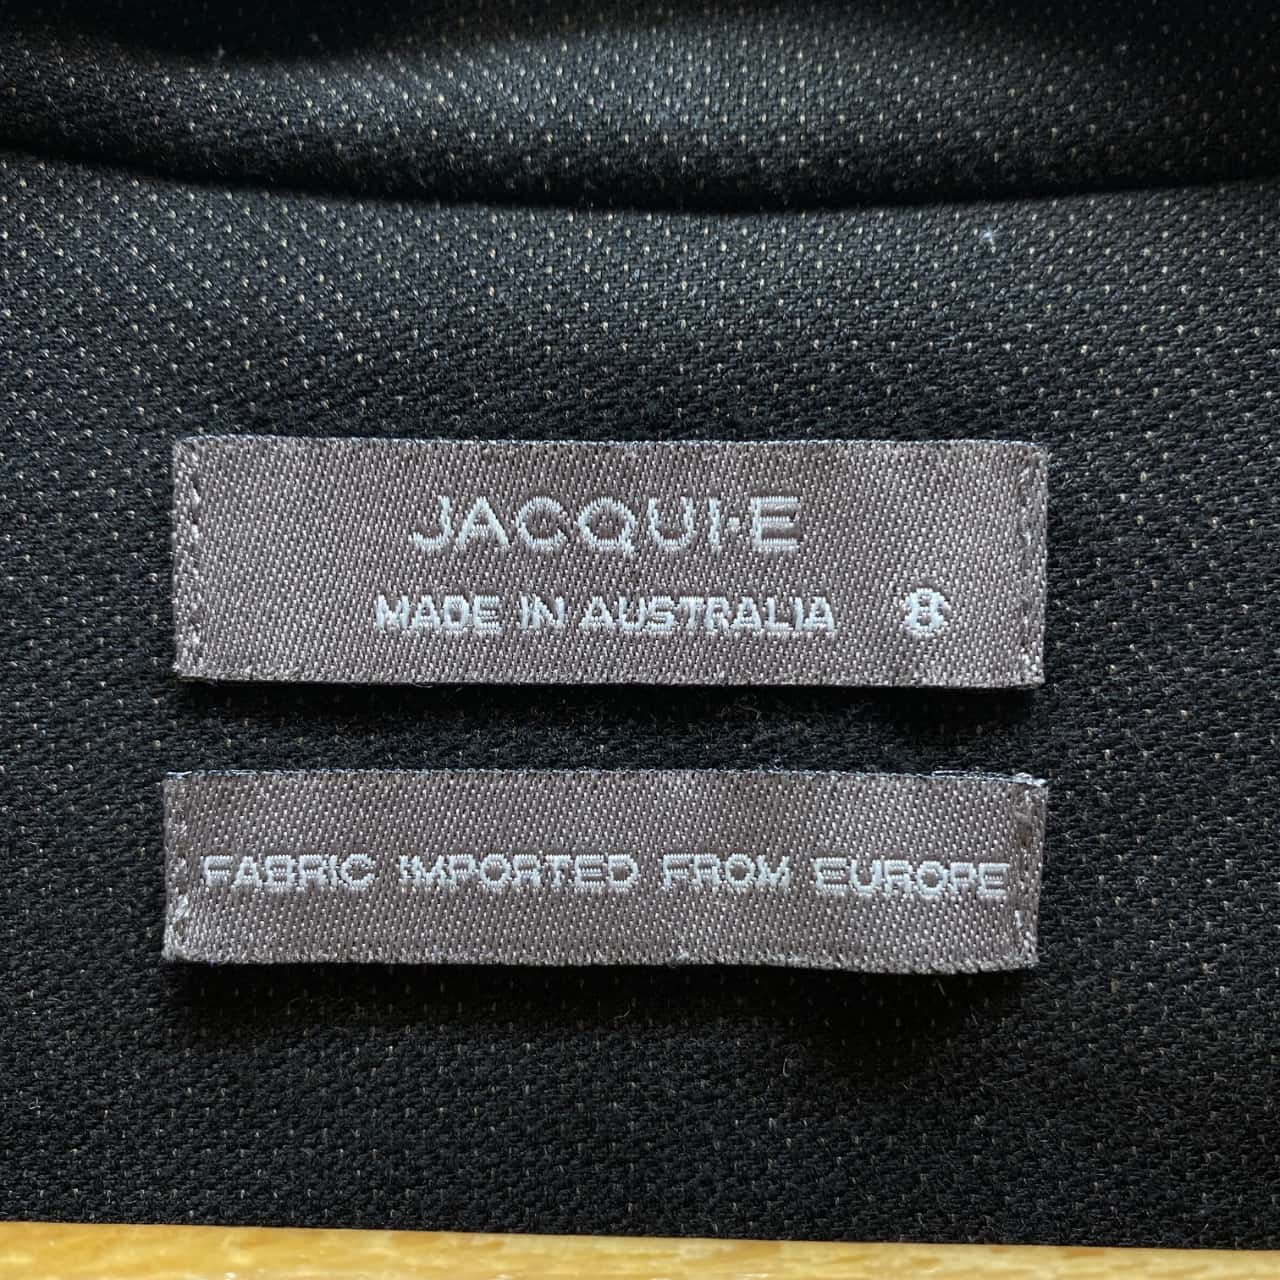 JACQUI·E
MADE IN AUSTRALIA 8
FABRIC IMPORTED FROM EUROPE